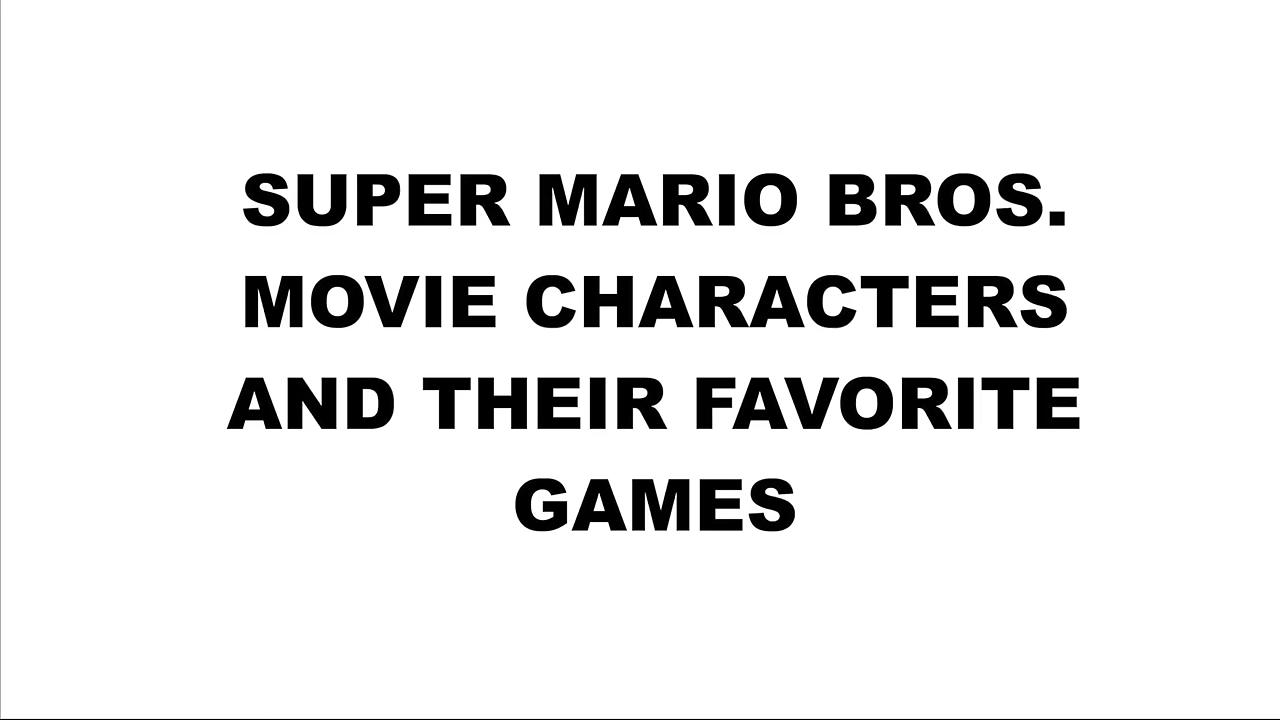 SUPER MARIO BROS.
MOVIE CHARACTERS
AND THEIR FAVORITE
GAMES